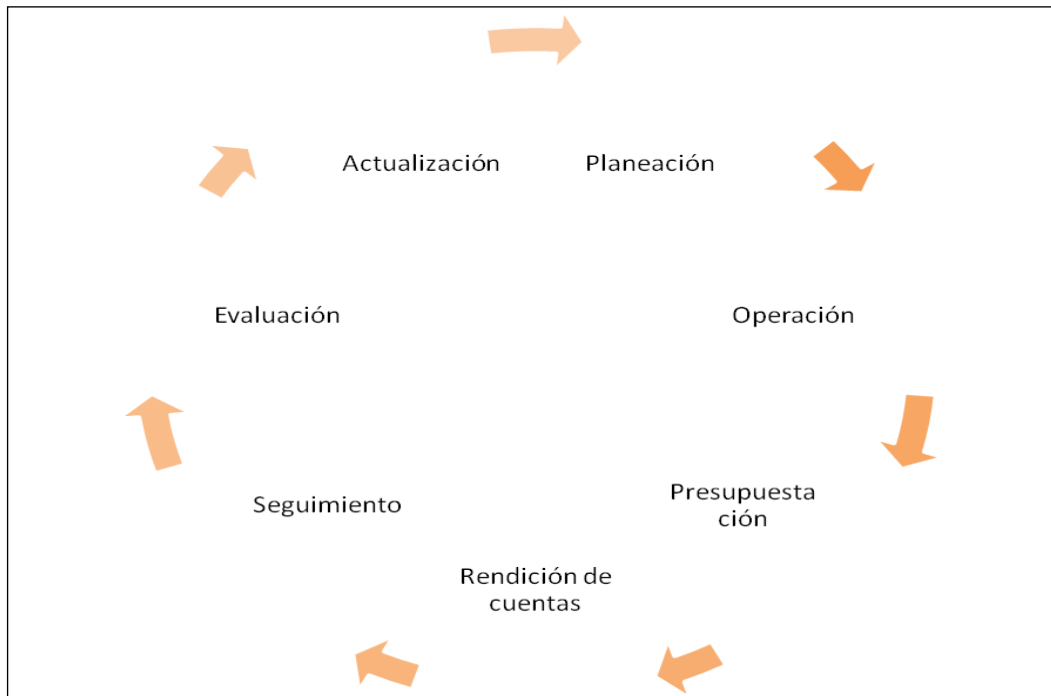 Actualización
Planeación
Evaluación
Operación
Seguimiento
Presupuesta
ción
Rendición de
cuentas